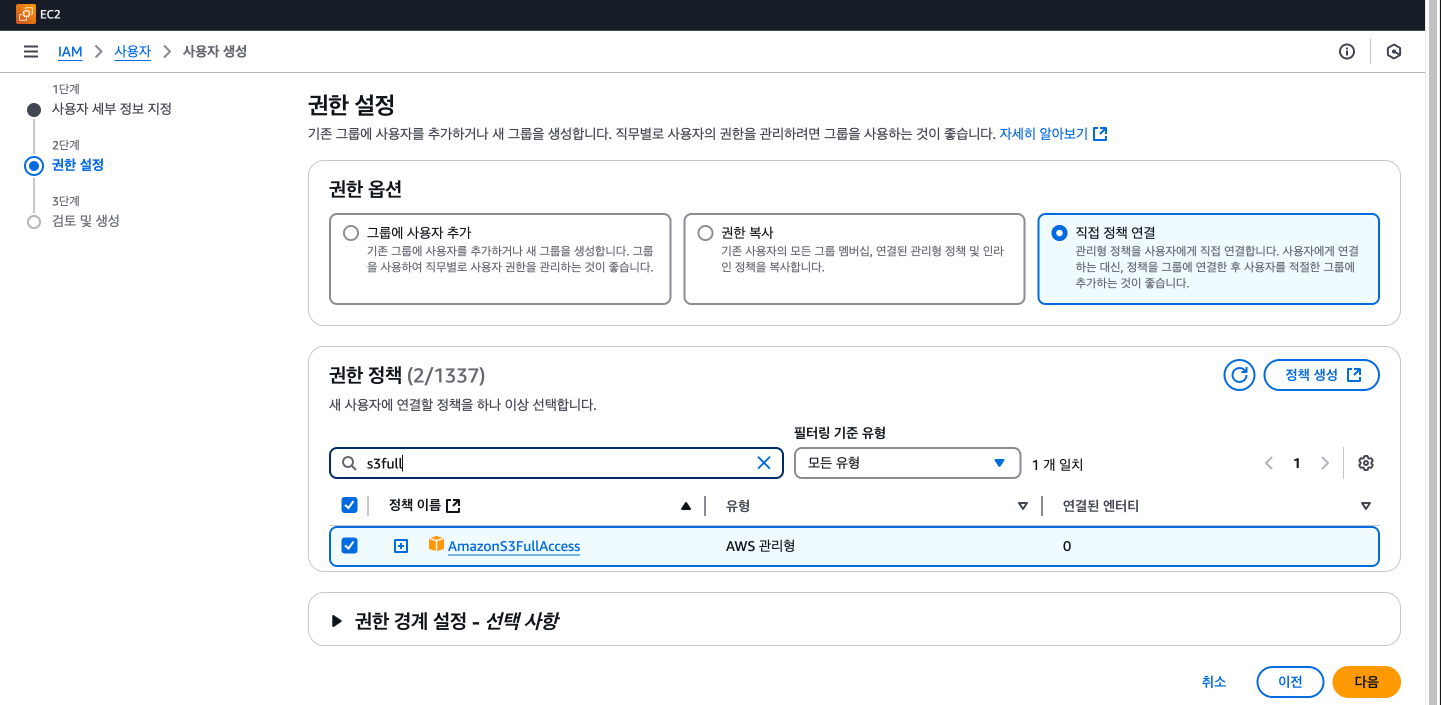 EC2
IAM > 사용자 > 사용자 생성
1단계
사용자 세부 정보 지정
2단계
권한 설정
3단계
검토 및 생성
권한 설정
기존 그룹에 사용자를 추가하거나 새 그룹을 생성합니다. 직무별로 사용자의 권한을 관리하려면 그룹을 사용하는 것이 좋습니다. 자세히 알아보기
권한 옵션
그룹에 사용자 추가
기존 그룹에 사용자를 추가하거나 새 그룹을 생성합니다. 그룹
을 사용하여 직무별로 사용자 권한을 관리하는 것이 좋습니다.
권한 복사
기존 사용자의 모든 그룹 멤버십, 연결된 관리형 정책 및 인라
인 정책을 복사합니다.
직접 정책 연결
관리형 정책을 사용자에게 직접 연결합니다. 사용자에게 연결
하는 대신, 정책을 그룹에 연결한 후 사용자를 적절한 그룹에
추가하는 것이 좋습니다.
권한 정책 (2/1337)
정책 생성
새 사용자에 연결할 정책을 하나 이상 선택합니다.
필터링 기준 유형
s3full
모든 유형
1 개 일치
1
정책 이름
유형
연결된 엔터티
AmazonS3FullAccess
AWS 관리형
0
권한 경계 설정 - 선택 사항
취소
이전
다음